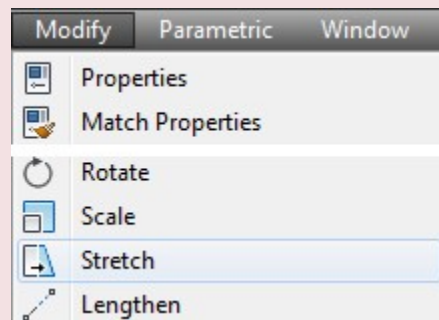 Modify Parametric Window
Properties
Match Properties
Rotate
Scale
Stretch
Lengthen